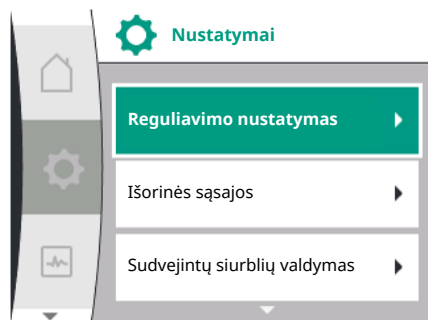 Nustatymai
Reguliavimo nustatymas
Išorinės sąsajos
Sudvejintų siurblių valdymas